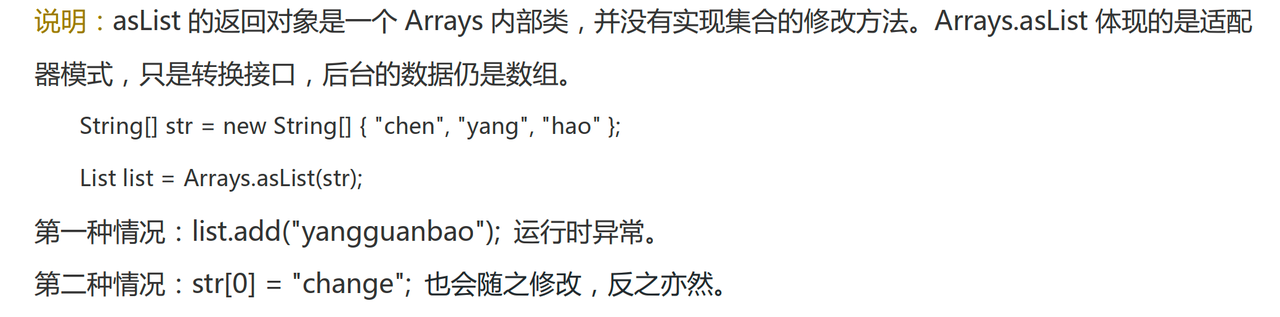 说明：asList 的返回对象是一个 Arrays 内部类，并没有实现集合的修改方法。Arrays.asList 体现的是适配
器模式，只是转换接口，后台的数据仍是数组。
String[] str = new String[] { "chen", "yang", "hao" };
List list = Arrays.asList(str);
第一种情况：list.add("yangguanbao"); 运行时异常。
第二种情况：str[0] = "change"; 也会随之修改，反之亦然。